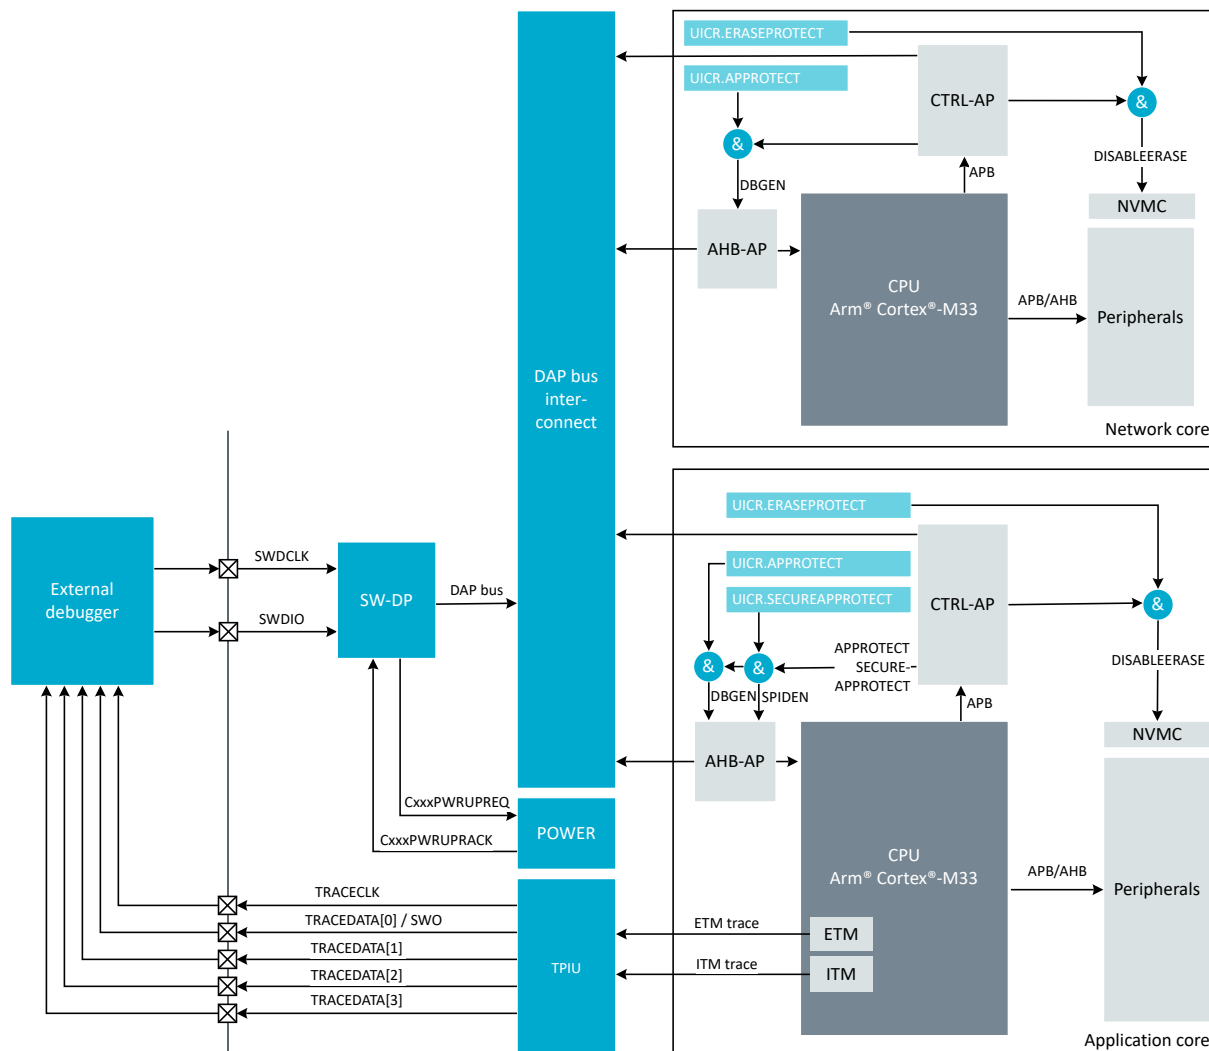 UICR.ERASEPROTECT
UICR.APPROTECT
CTRL-AP
&
&
DISABLEERASE
DBGEN
APB
NVMC
AHB-AP
CPU
Arm® Cortex®-M33
APB/AHB
Peripherals
Network core
DAP bus
inter-
connect
UICR.ERASEPROTECT
UICR.APPROTECT
UICR.SECUREAPPROTECT
CTRL-AP
&
External
debugger
SWDCLK
SWDIO
SW-DP
DAP bus
&
&
APPROTECT
SECURE-
APPROTECT
DISABLEERASE
DBGEN
SPIDEN
APB
NVMC
AHB-AP
CxxxPWRUPREQ
CxxxPWRUPRACK
POWER
CPU
Arm® Cortex®-M33
APB/AHB
Peripherals
TRACECLK
TRACEDATA[0] / SWO
TRACEDATA[1]
TRACEDATA[2]
TRACEDATA[3]
TPIU
ETM trace
ITM trace
ETM
ITM
Application core